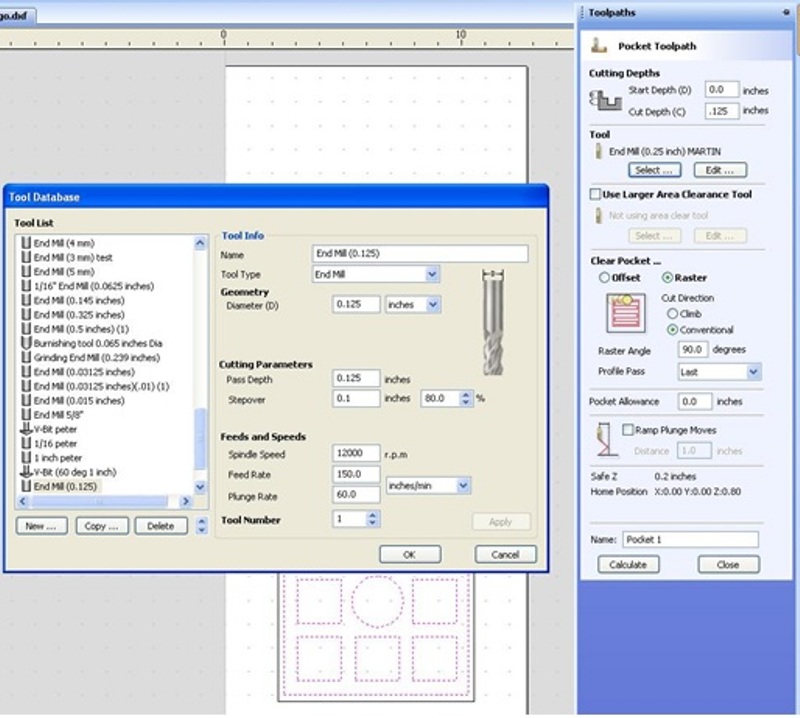 go.dxf
0
10
Tool Database
Tool List
End Mill (4 mm)
End Mill (3 mm) test
End Mill (5 mm)
1/16" End Mill (0.0625 inches)
End Mill (0.145 inches)
End Mill (0.325 inches)
End Mill (0.5 inches) (1)
Burnishing tool 0.065 inches Dia
Grinding End Mill (0.239 inches)
End Mill (0.03125 inches)
End Mill (0.03125 inches)(.01) (1)
End Mill (0.015 inches)
End Mill 5/8"
V-Bit peter
1/16 peter
1 inch peter
V-Bit (60 deg 1 inch)
End Mill (0.125)
New ... Copy ... Delete
Tool Info
Name End Mill (0.125)
Tool Type End Mill
Geometry
Diameter (D) 0.125 inches
D
Cutting Parameters
Pass Depth 0.125 inches
Stepover 0.1 inches 80.0 %
Feeds and Speeds
Spindle Speed 12000 r.p.m
Feed Rate 150.0
inches/min
Plunge Rate 60.0
Tool Number 1
Apply
OK Cancel
Toolpaths
Pocket Toolpath
Cutting Depths
Start Depth (D) 0.0 inches
Cut Depth (C) .125 inches
Tool
End Mill (0.25 inch) MARTIN
Select ... Edit ...
Use Larger Area Clearance Tool
Not using area clear tool
Select ... Edit ...
Clear Pocket ...
Offset Raster
Cut Direction
Climb
Conventional
Raster Angle 90.0 degrees
Profile Pass Last
Pocket Allowance 0.0 inches
Ramp Plunge Moves
Distance 1.0 inches
Safe Z 0.2 inches
Home Position X:0.00 Y:0.00 Z:0.80
Name: Pocket 1
Calculate Close